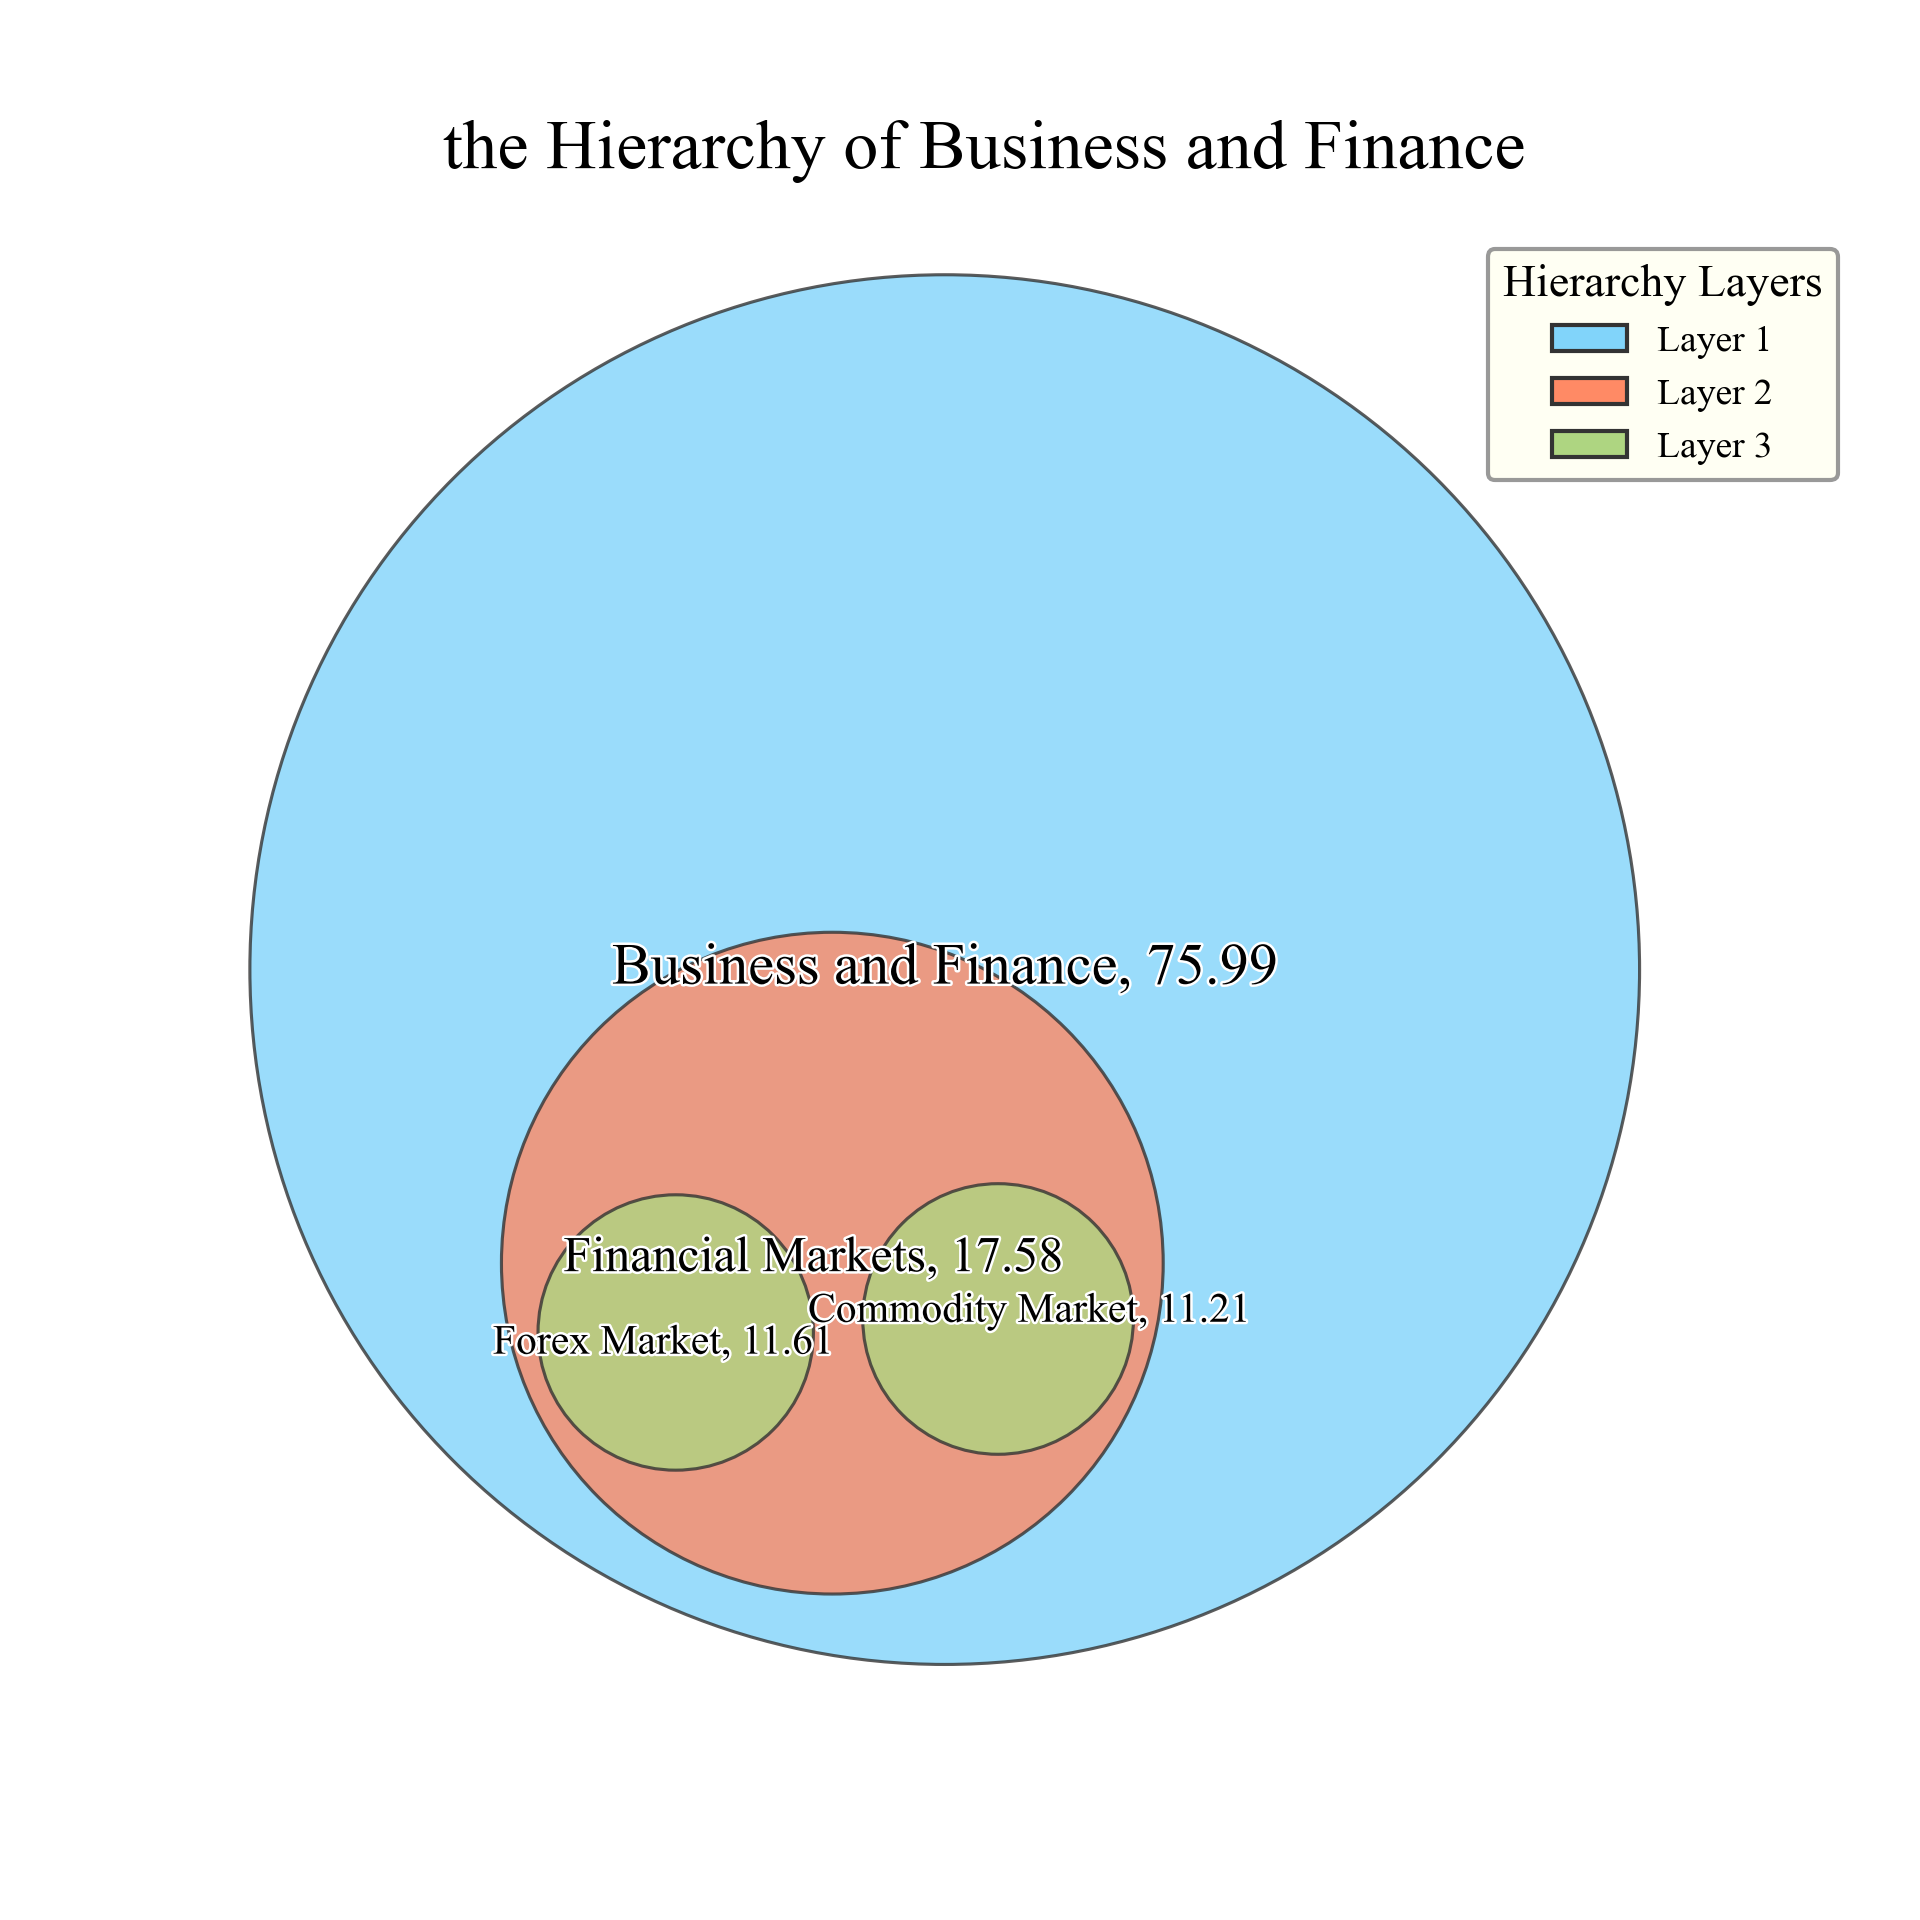 the Hierarchy of Business and Finance
Hierarchy Layers
Layer 1
Layer 2
Layer 3
Business and Finance, 75.99
Financial Markets, 17.58
Commodity Market, 11.21
Forex Market, 11.61